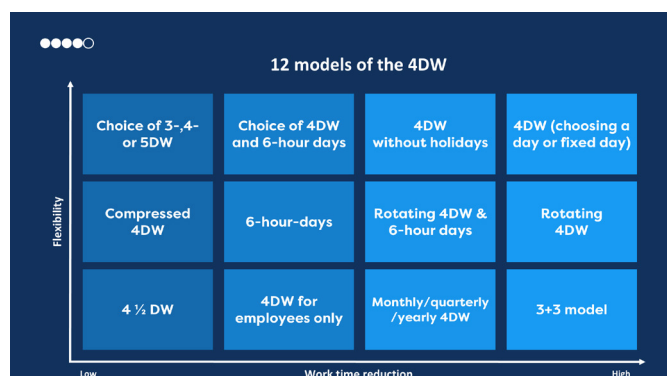 12 models of the 4DW
Choice of 3-,4-
or 5DW
Choice of 4DW
and 6-hour days
4DW
without holidays
4DW (choosing a
day or fixed day)
Compressed
4DW
6-hour-days
Rotating 4DW &
6-hour days
Rotating
4DW
4 ½ DW
4DW for
employees only
Monthly/quarterly
/yearly 4DW
3+3 model
Flexibility
Low
Work time reduction
High